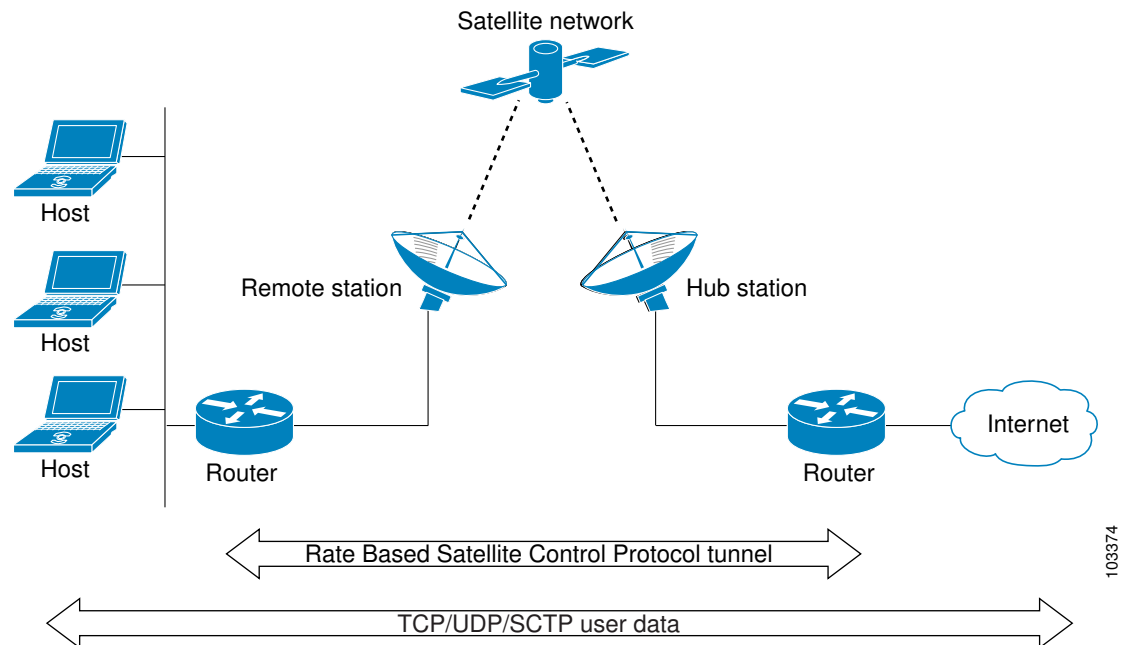 Satellite network
Host
Remote station
Hub station
Host
Internet
Host
Router
Router
Rate Based Satellite Control Protocol tunnel
103374
TCP/UDP/SCTP user data